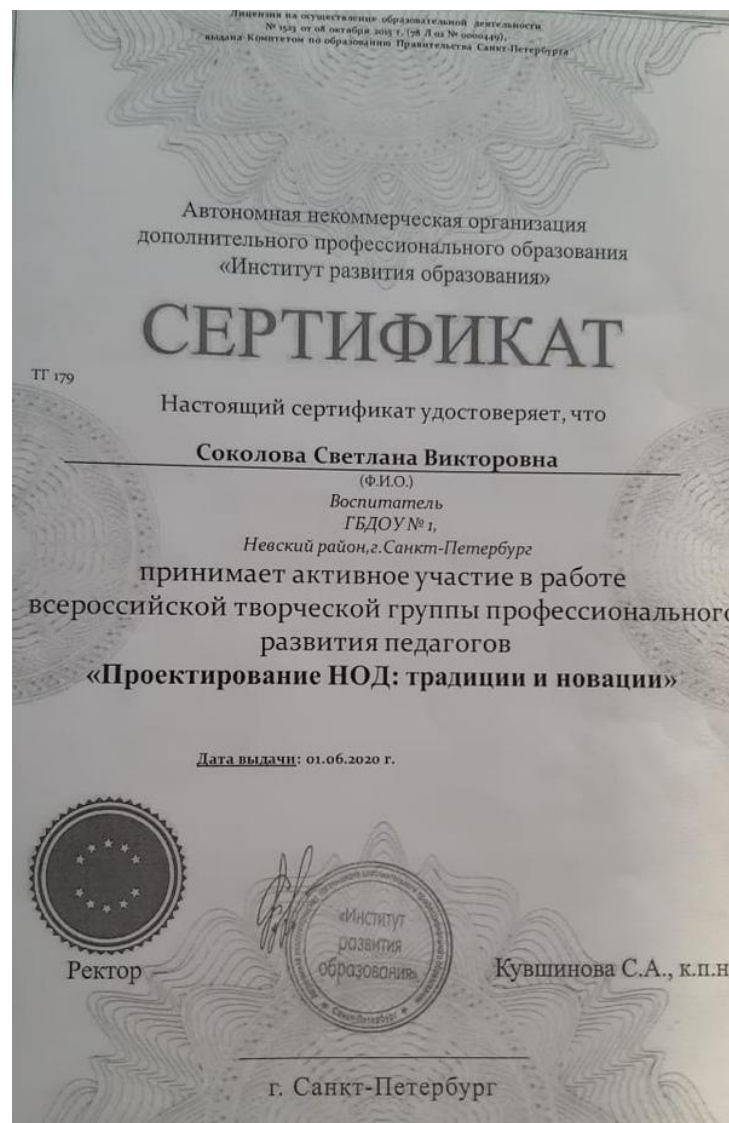 Лицензия на осуществление образовательной деятельности
№ 1523 от 08 октября 2015 г. (78 Л 02 № 0000449),
выдана Комитетом по образованию Правительства Санкт-Петербурга
Автономная некоммерческая организация
дополнительного профессионального образования
«Институт развития образования»
СЕРТИФИКАТ
ТГ 179
Настоящий сертификат удостоверяет, что
Соколова Светлана Викторовна
(Ф.И.О.)
Воспитатель
ГБДОУ № 1,
Невский район,г.Санкт-Петербург
принимает активное участие в работе
всероссийской творческой группы профессионального
развития педагогов
«Проектирование НОД: традиции и новации»
Дата выдачи: 01.06.2020 г.
«Институт
развития
образования»
Санкт-Петербург
Ректор
Кувшинова С.А., к.п.н
г. Санкт-Петербург